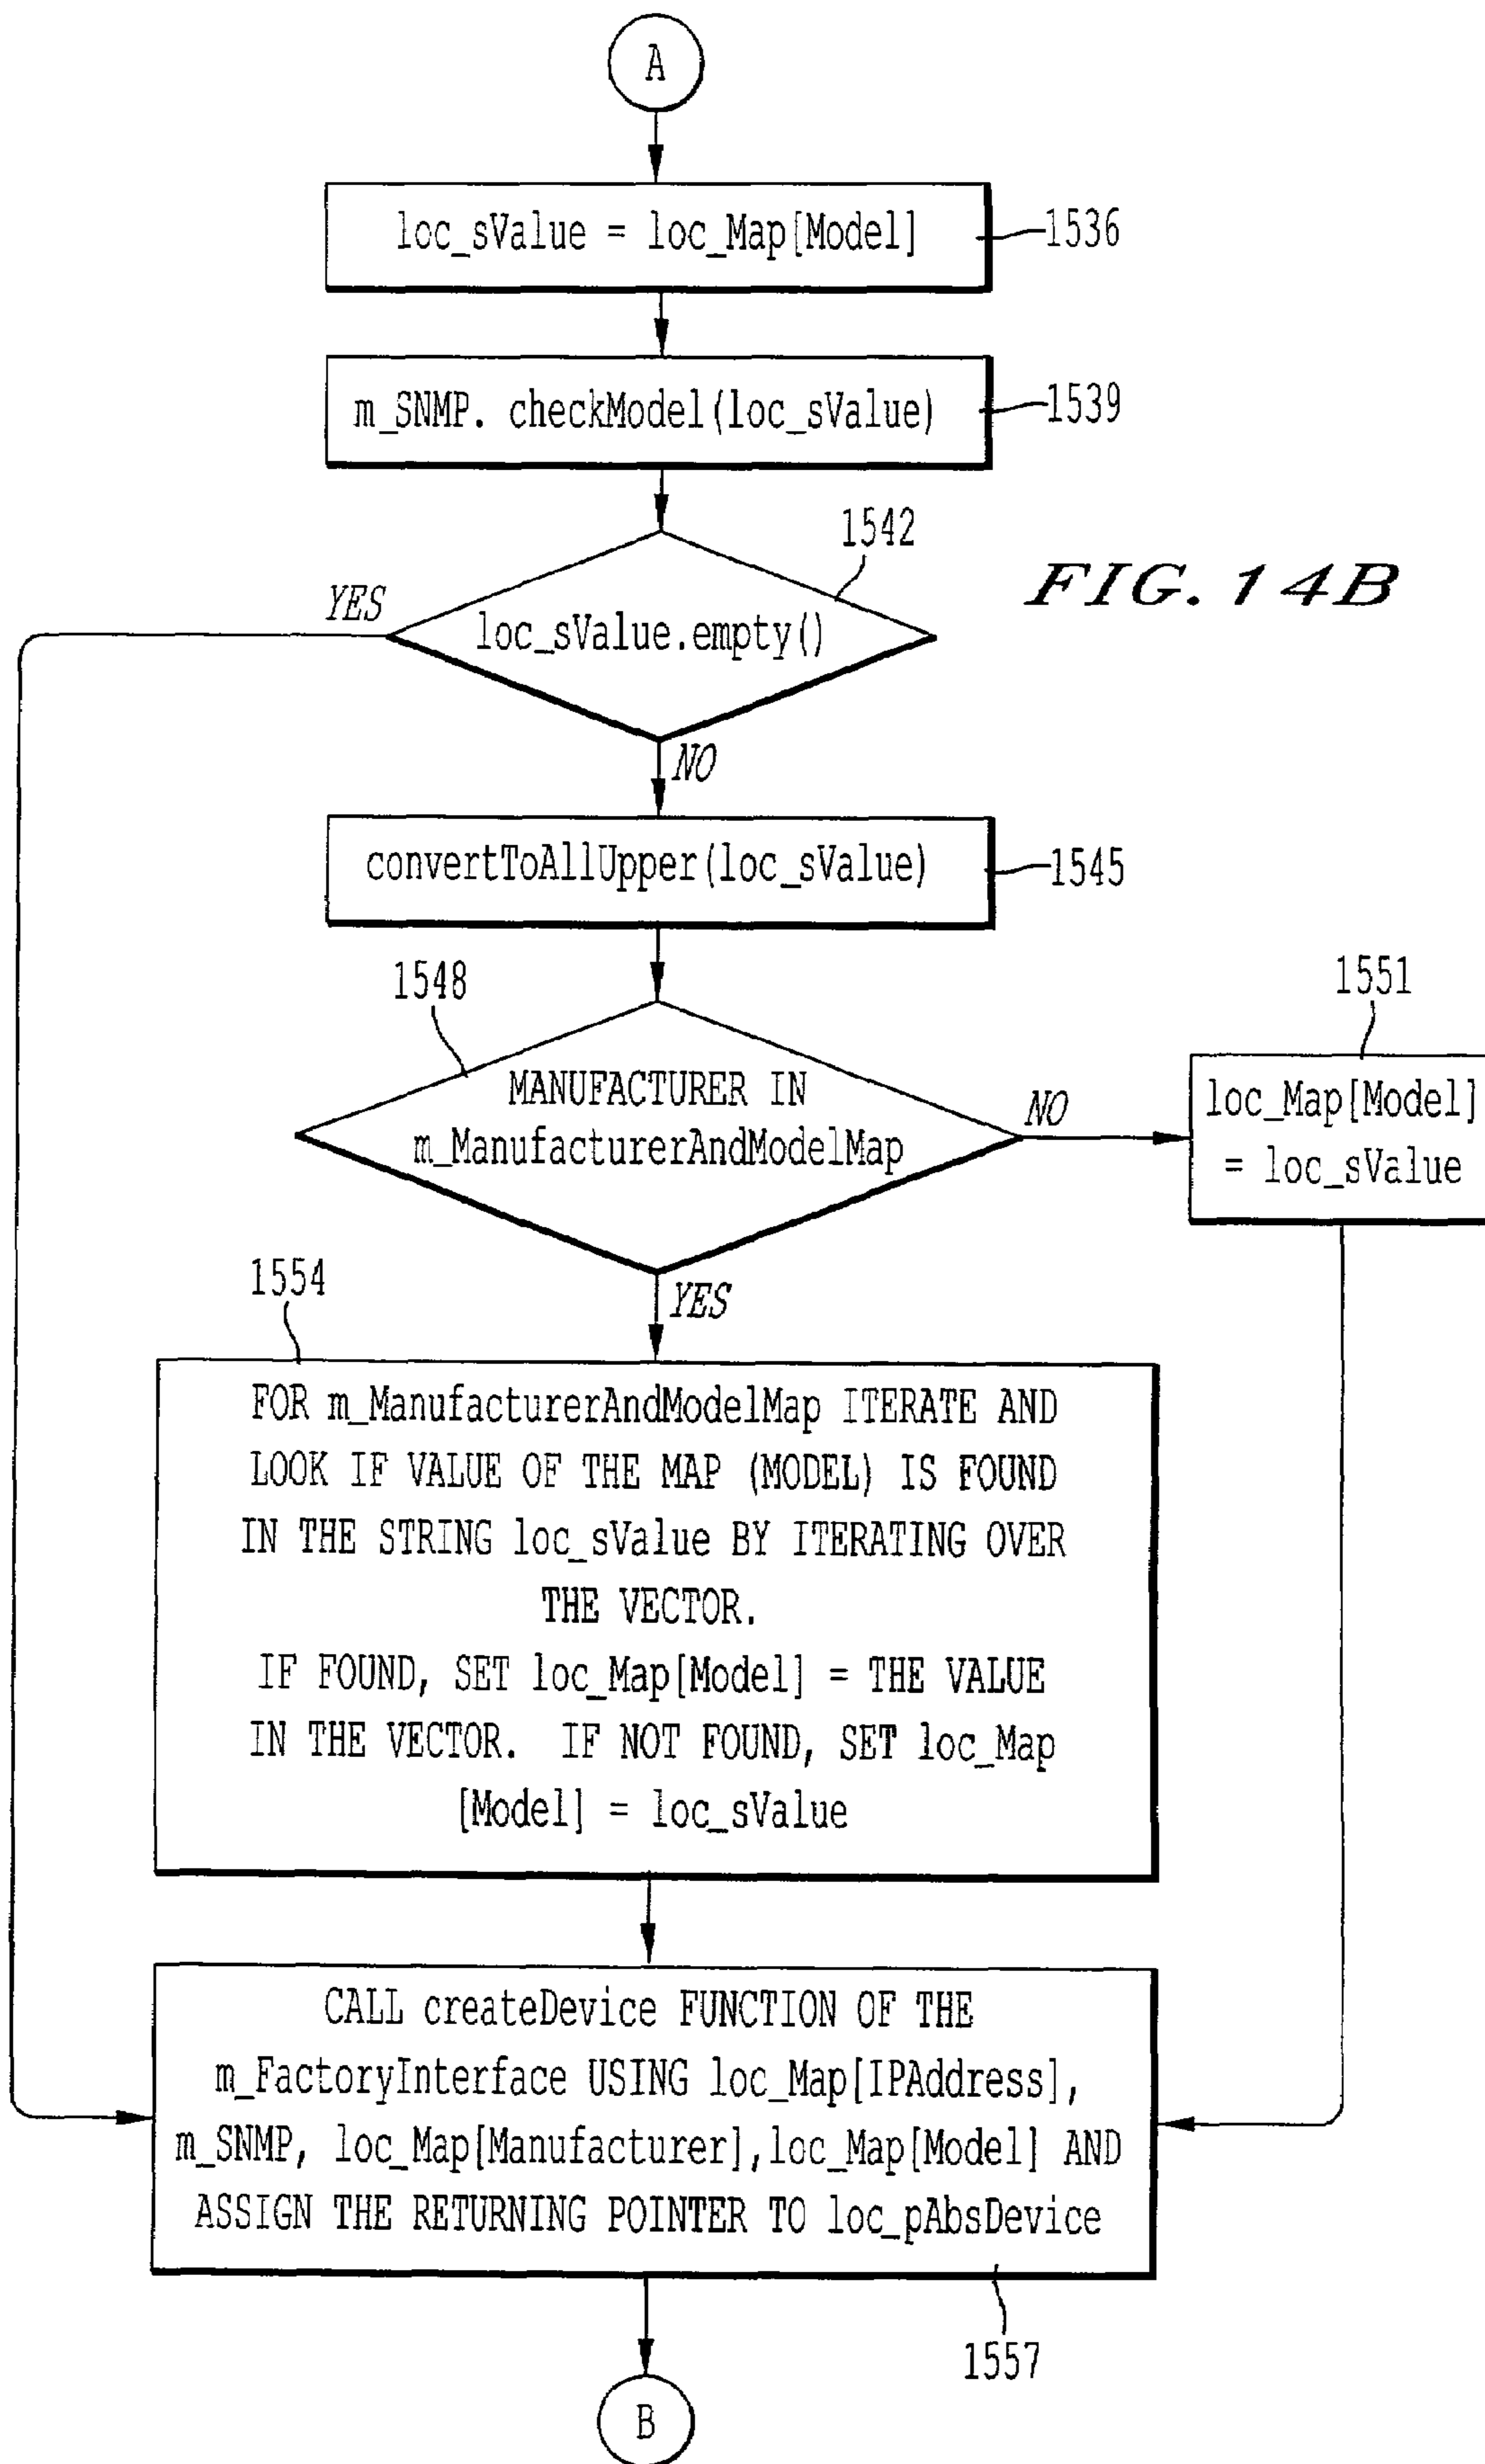 A
loc_sValue = loc_Map[Model]
1536
m_SNMP. checkModel(loc_sValue)
1539
1542
FIG. 14B
YES
loc_sValue.empty()
NO
convertToAllUpper(loc_sValue)
1545
1548
1551
MANUFACTURER IN
m_ManufacturerAndModelMap
NO
loc_Map[Model]
= loc_sValue
YES
1554
FOR m_ManufacturerAndModelMap ITERATE AND
LOOK IF VALUE OF THE MAP (MODEL) IS FOUND
IN THE STRING loc_sValue BY ITERATING OVER
THE VECTOR.
IF FOUND, SET loc_Map[Model] = THE VALUE
IN THE VECTOR. IF NOT FOUND, SET loc_Map
[Model] = loc_sValue
CALL createDevice FUNCTION OF THE
m_FactoryInterface USING loc_Map[IPAddress],
m_SNMP, loc_Map[Manufacturer],loc_Map[Model] AND
ASSIGN THE RETURNING POINTER TO loc_pAbsDevice
1557
B